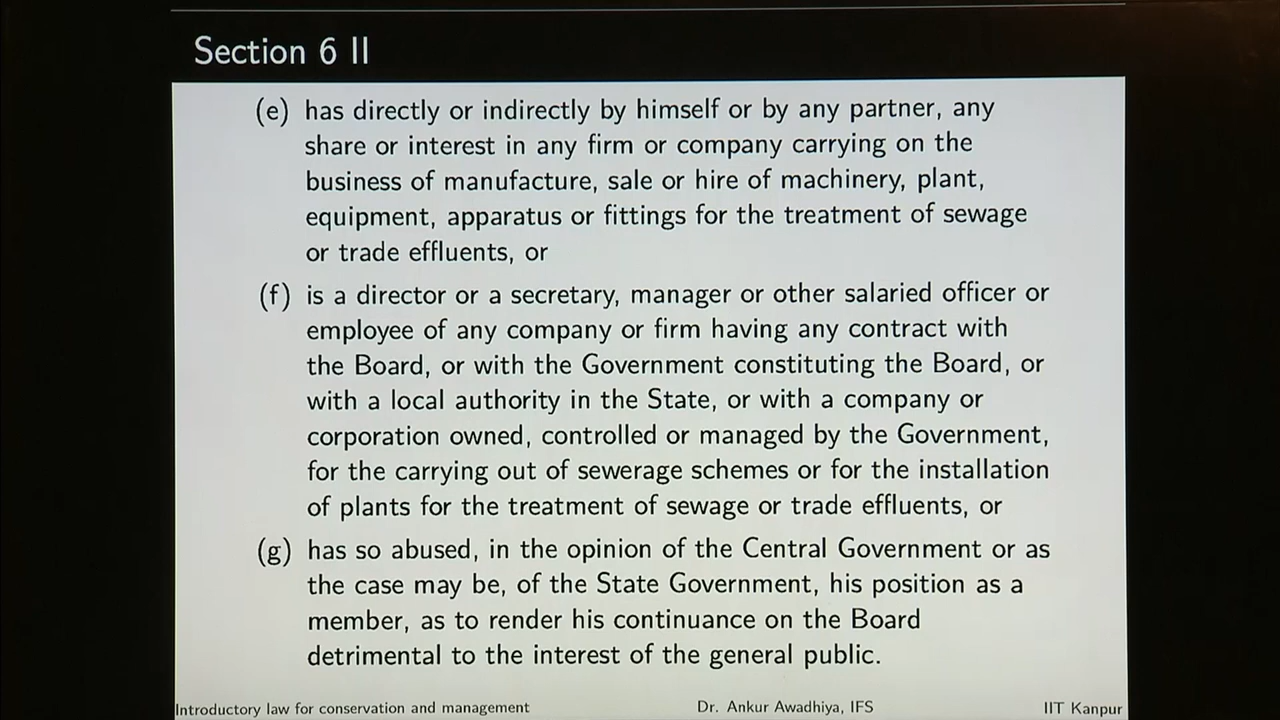 Section 6 II
(e) has directly or indirectly by himself or by any partner, any
share or interest in any firm or company carrying on the
business of manufacture, sale or hire of machinery, plant,
equipment, apparatus or fittings for the treatment of sewage
or trade effluents, or
(f) is a director or a secretary, manager or other salaried officer or
employee of any company or firm having any contract with
the Board, or with the Government constituting the Board, or
with a local authority in the State, or with a company or
corporation owned, controlled or managed by the Government,
for the carrying out of sewerage schemes or for the installation
of plants for the treatment of sewage or trade effluents, or
(g) has so abused, in the opinion of the Central Government or as
the case may be, of the State Government, his position as a
member, as to render his continuance on the Board
detrimental to the interest of the general public.
Introductory law for conservation and management Dr. Ankur Awadhiya, IFS IIT Kanpur